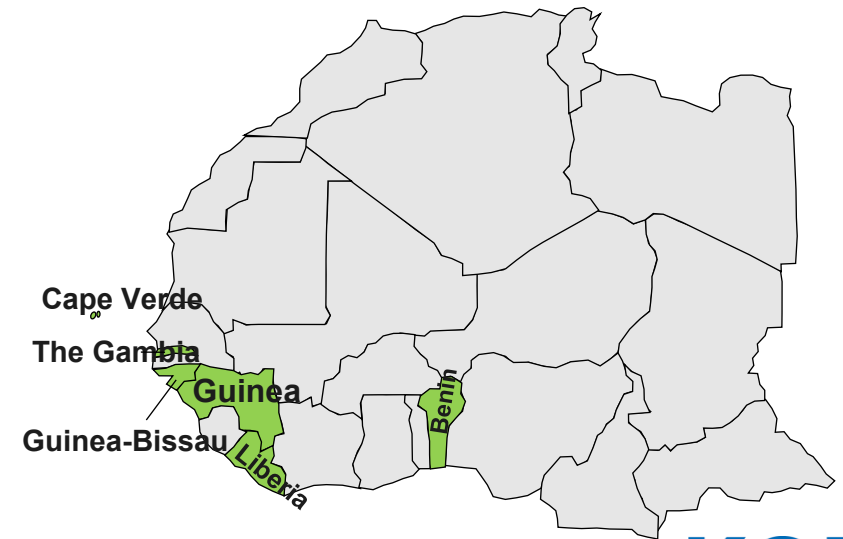 Cape Verde
The Gambia
Guinea
Benin
Guinea-Bissau
Liberia